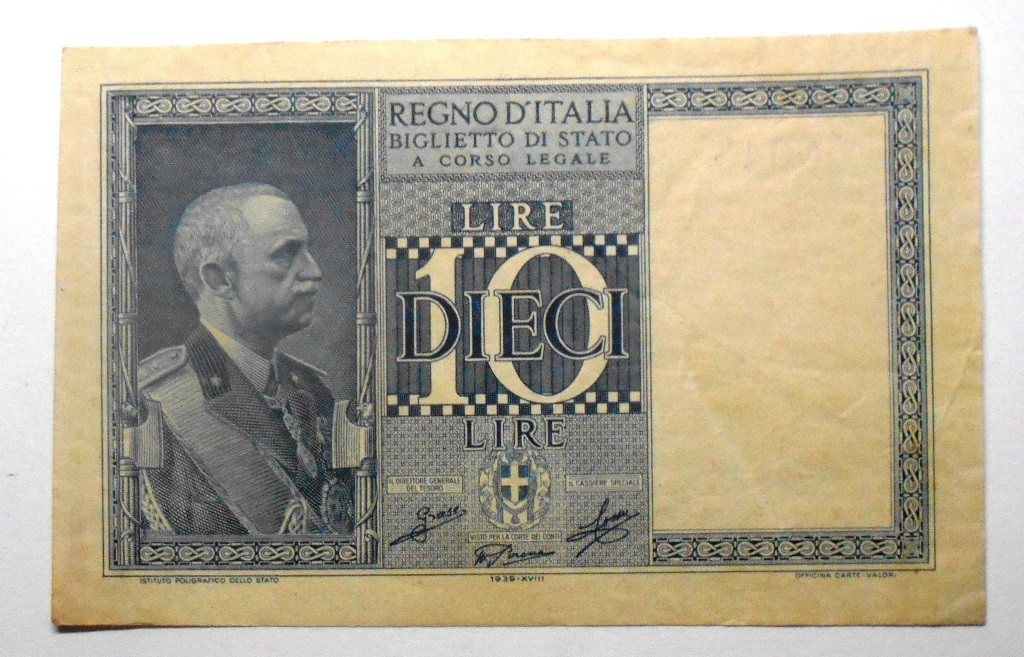 REGNO D'ITALIA
BIGLIETTO DI STATO
A CORSO LEGALE
LIRE
10
DIECI
LIRE
IL DIRETTORE GENERALE
DEL TESORO
IL CASSIERE SPECIALE
Grassi
VISTO PER LA CORTE DEI CONTI
ISTITUTO POLIGRAFICO DELLO STATO
1939-XVIII
OFFICINA CARTE-VALORI